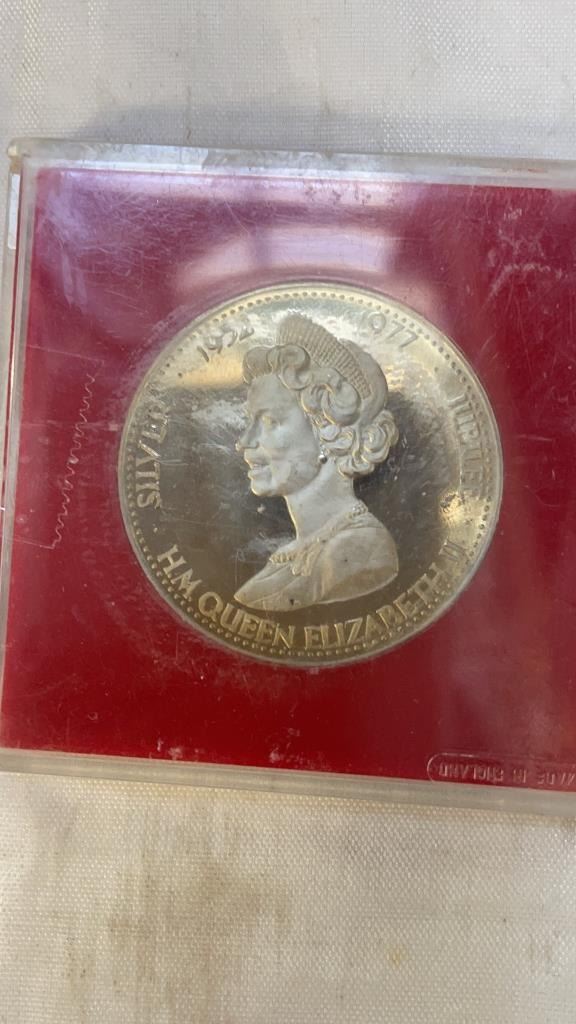 1952 1977
SILVER JUBILEE
H.M QUEEN ELIZABETH II
MADE IN ENGLAND